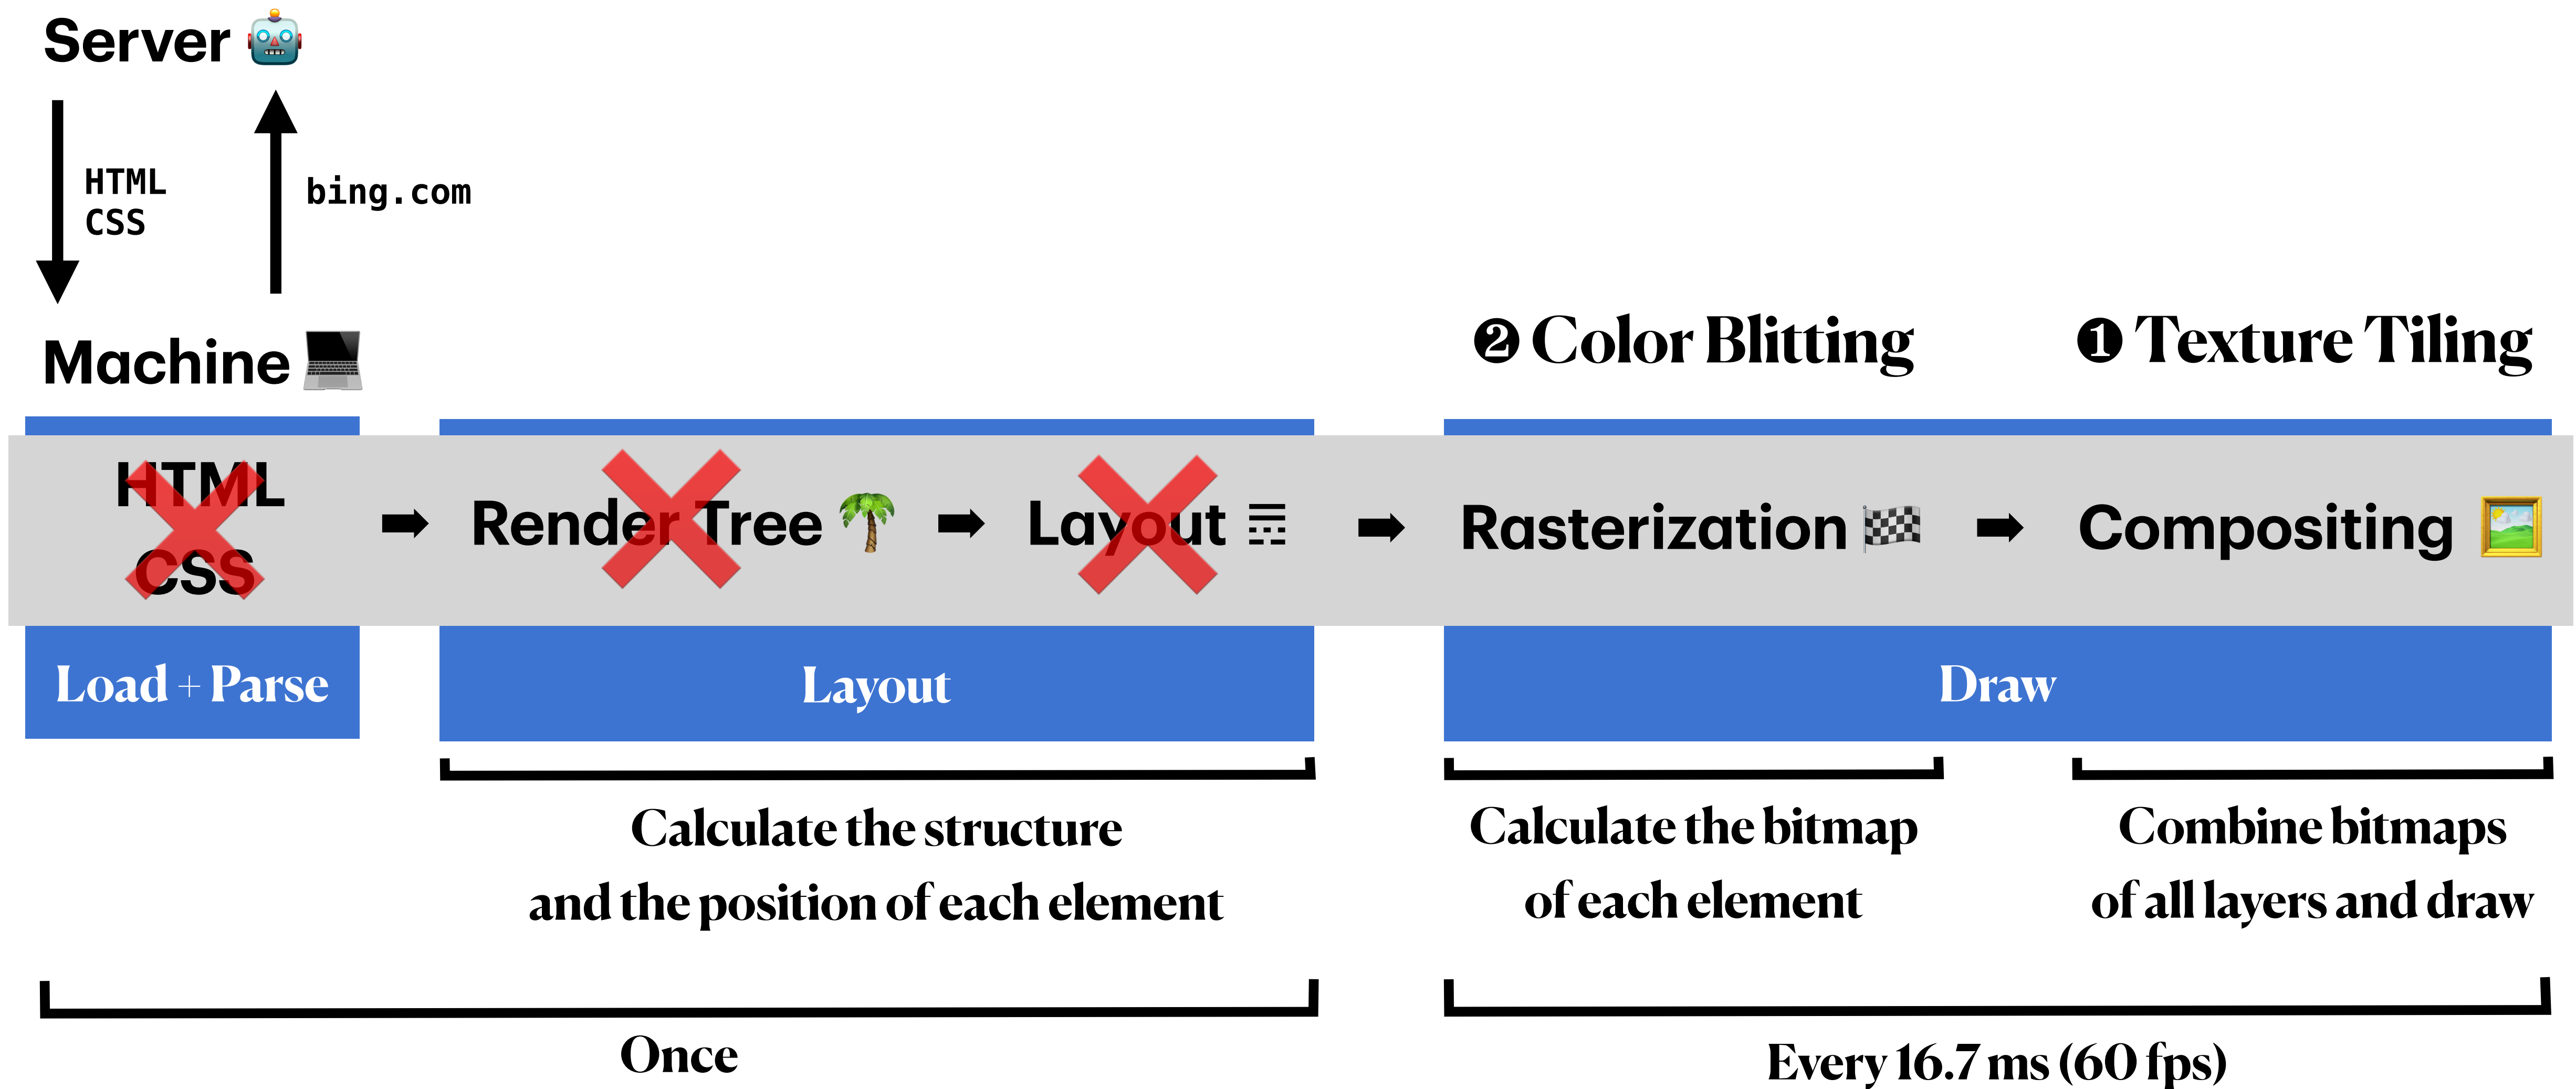 Server
HTML
CSS
bing.com
Machine
❷ Color Blitting
❶ Texture Tiling
HTML
CSS
Render Tree
Layout
Rasterization
Compositing
Load + Parse
Layout
Draw
Calculate the structure
and the position of each element
Calculate the bitmap
of each element
Combine bitmaps
of all layers and draw
Once
Every 16.7 ms (60 fps)